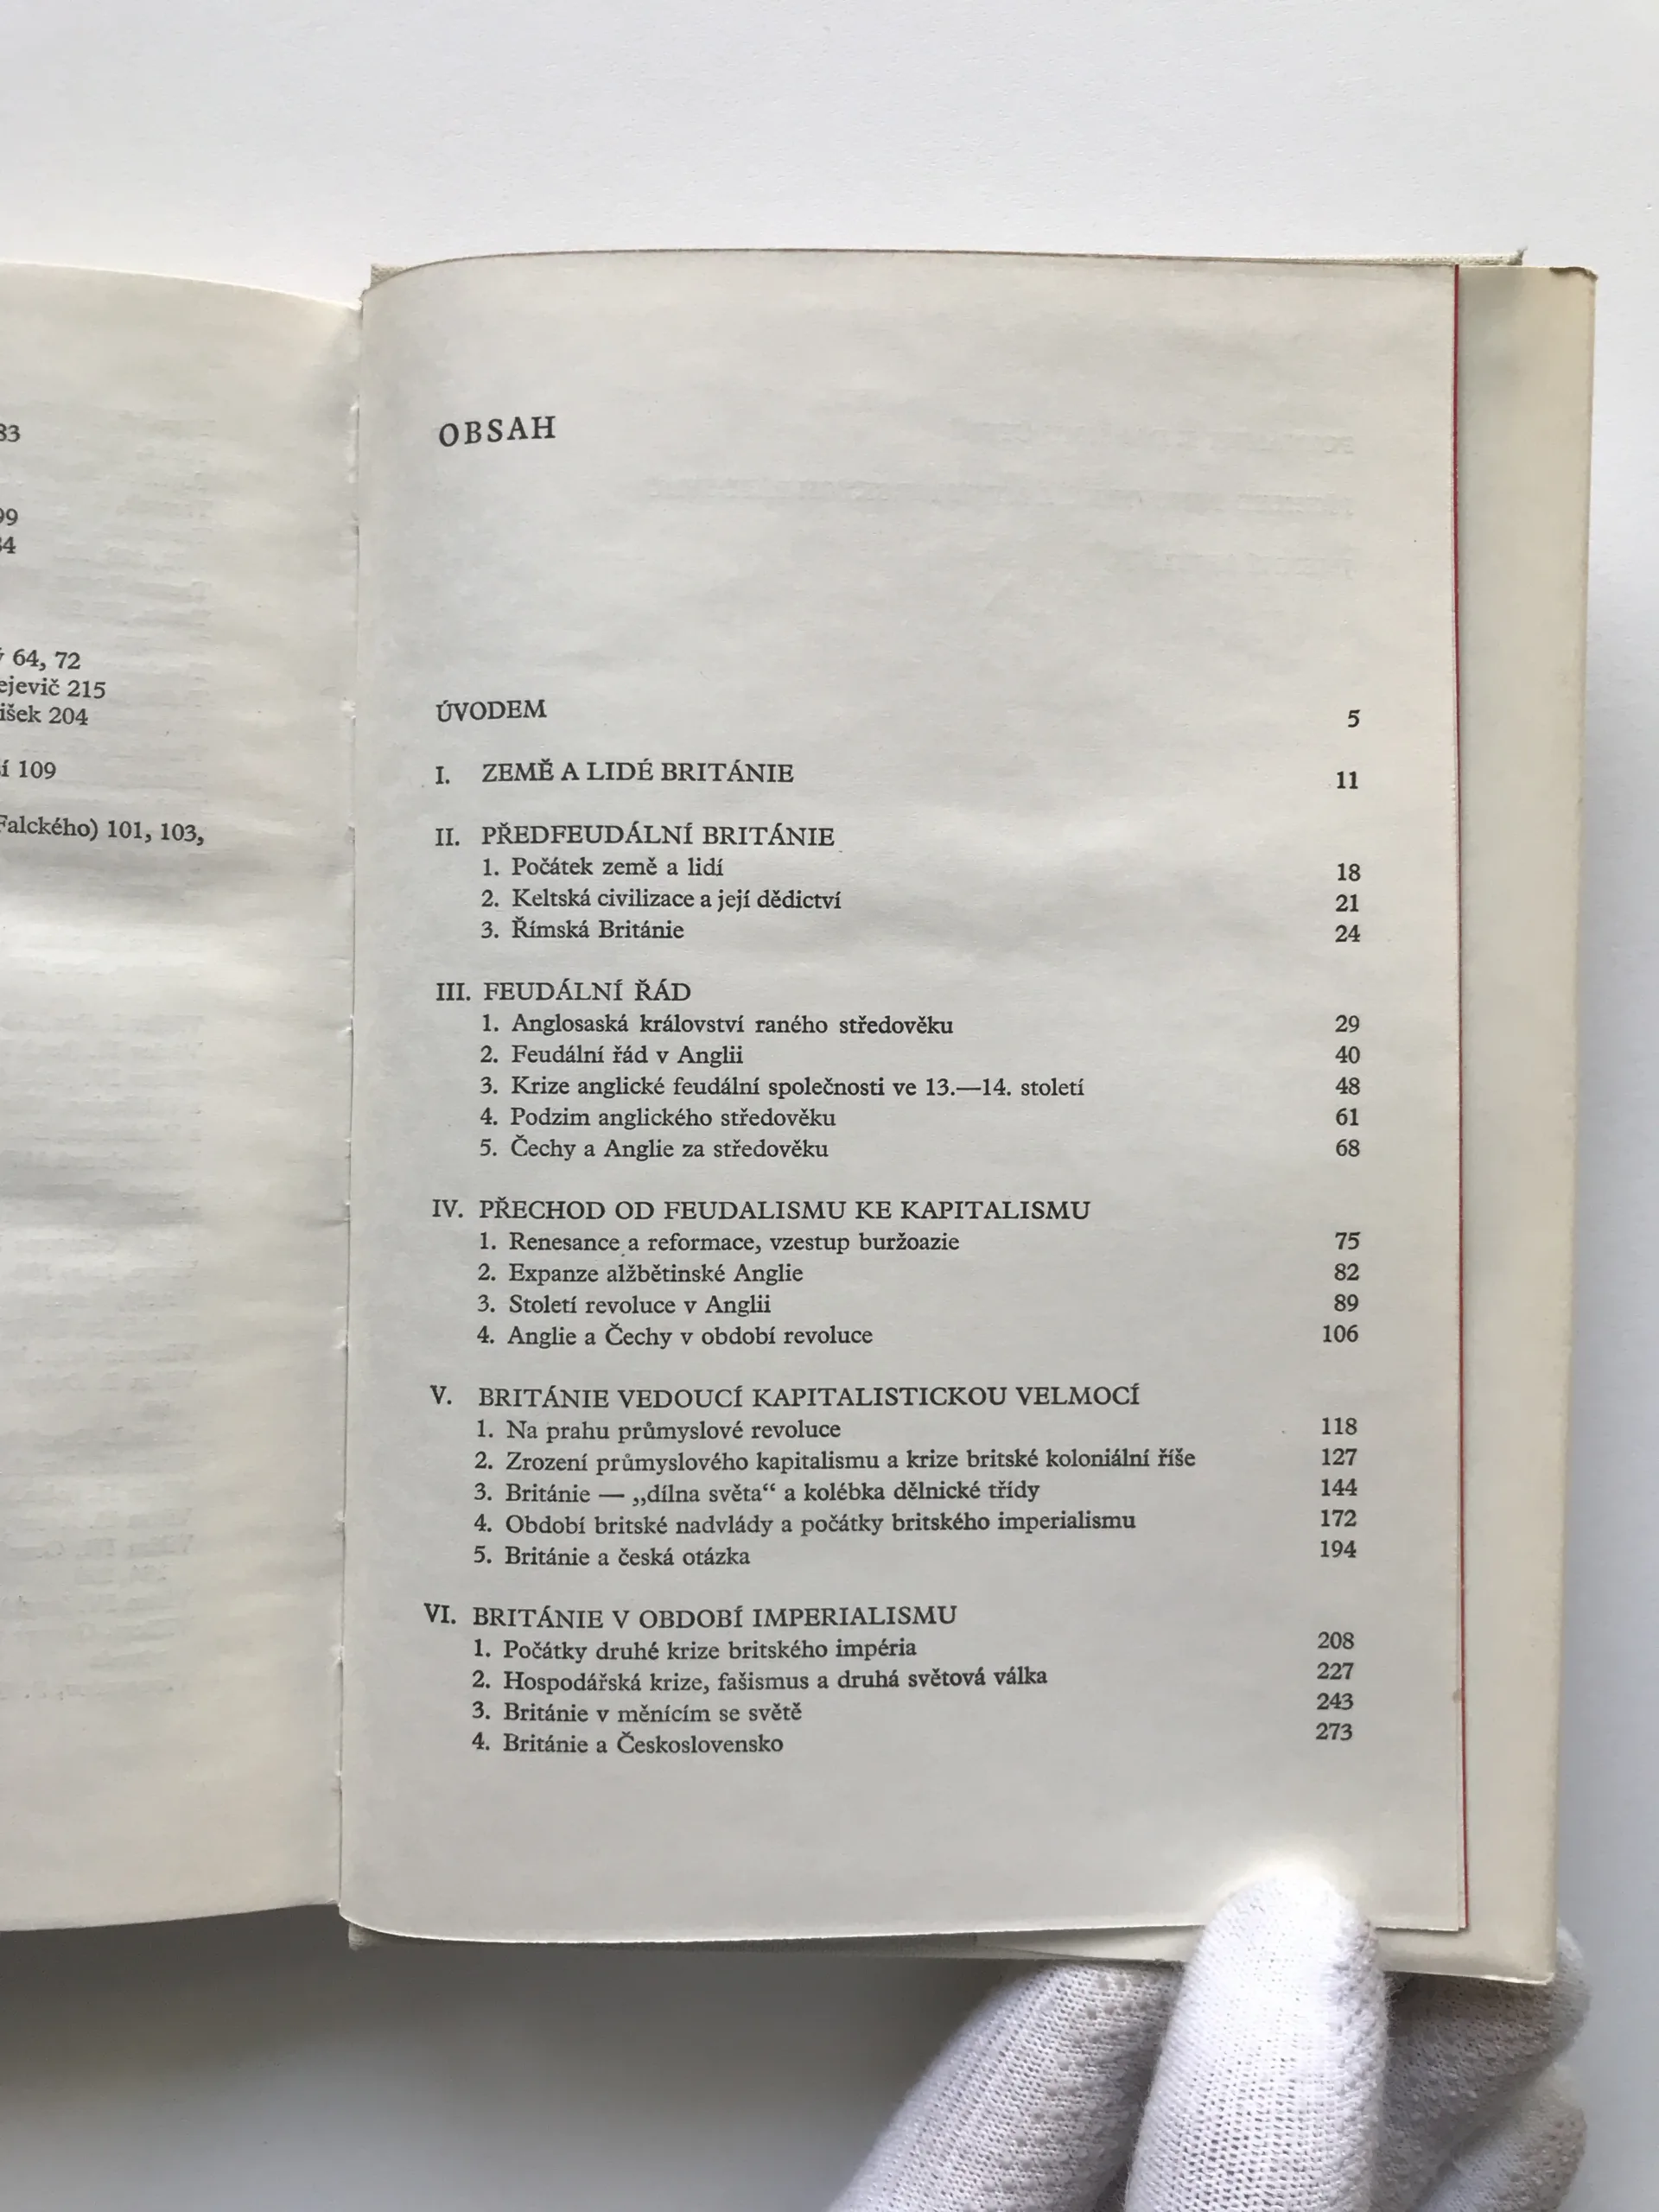 83
99
64, 72
215
204
109
Falckého) 101, 103,
OBSAH
ÚVODEM 5
I. ZEMĚ A LIDÉ BRITÁNIE 11
II. PŘEDFEUDÁLNÍ BRITÁNIE
1. Počátek země a lidí 18
2. Keltská civilizace a její dědictví 21
3. Římská Británie 24
III. FEUDÁLNÍ ŘÁD
1. Anglosaská království raného středověku 29
2. Feudální řád v Anglii 40
3. Krize anglické feudální společnosti ve 13.—14. století 48
4. Podzim anglického středověku 61
5. Čechy a Anglie za středověku 68
IV. PŘECHOD OD FEUDALISMU KE KAPITALISMU
1. Renesance a reformace, vzestup buržoazie 75
2. Expanze alžbětinské Anglie 82
3. Století revoluce v Anglii 89
4. Anglie a Čechy v období revoluce 106
V. BRITÁNIE VEDOUCÍ KAPITALISTICKOU VELMOCÍ
1. Na prahu průmyslové revoluce 118
2. Zrození průmyslového kapitalismu a krize britské koloniální říše 127
3. Británie — „dílna světa“ a kolébka dělnické třídy 144
4. Období britské nadvlády a počátky britského imperialismu 172
5. Británie a česká otázka 194
VI. BRITÁNIE V OBDOBÍ IMPERIALISMU
1. Počátky druhé krize britského impéria 208
2. Hospodářská krize, fašismus a druhá světová válka 227
3. Británie v měnícím se světě 243
4. Británie a Československo 273